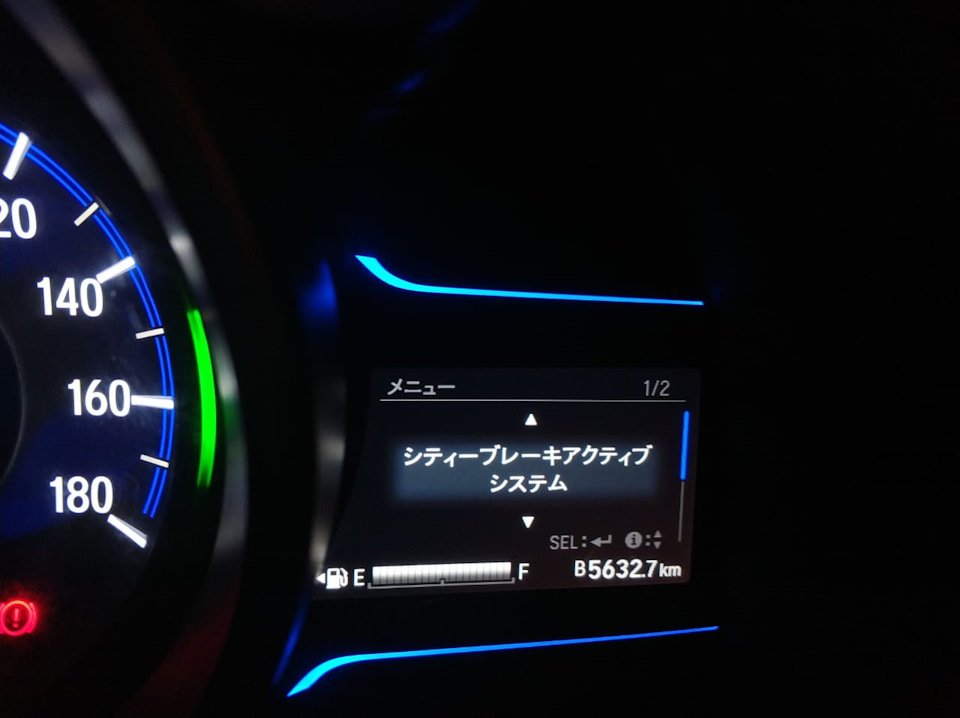 20
140
160
180
メニュー 1/2
シティーブレーキアクティブ
システム
SEL:
E F B5632.7km